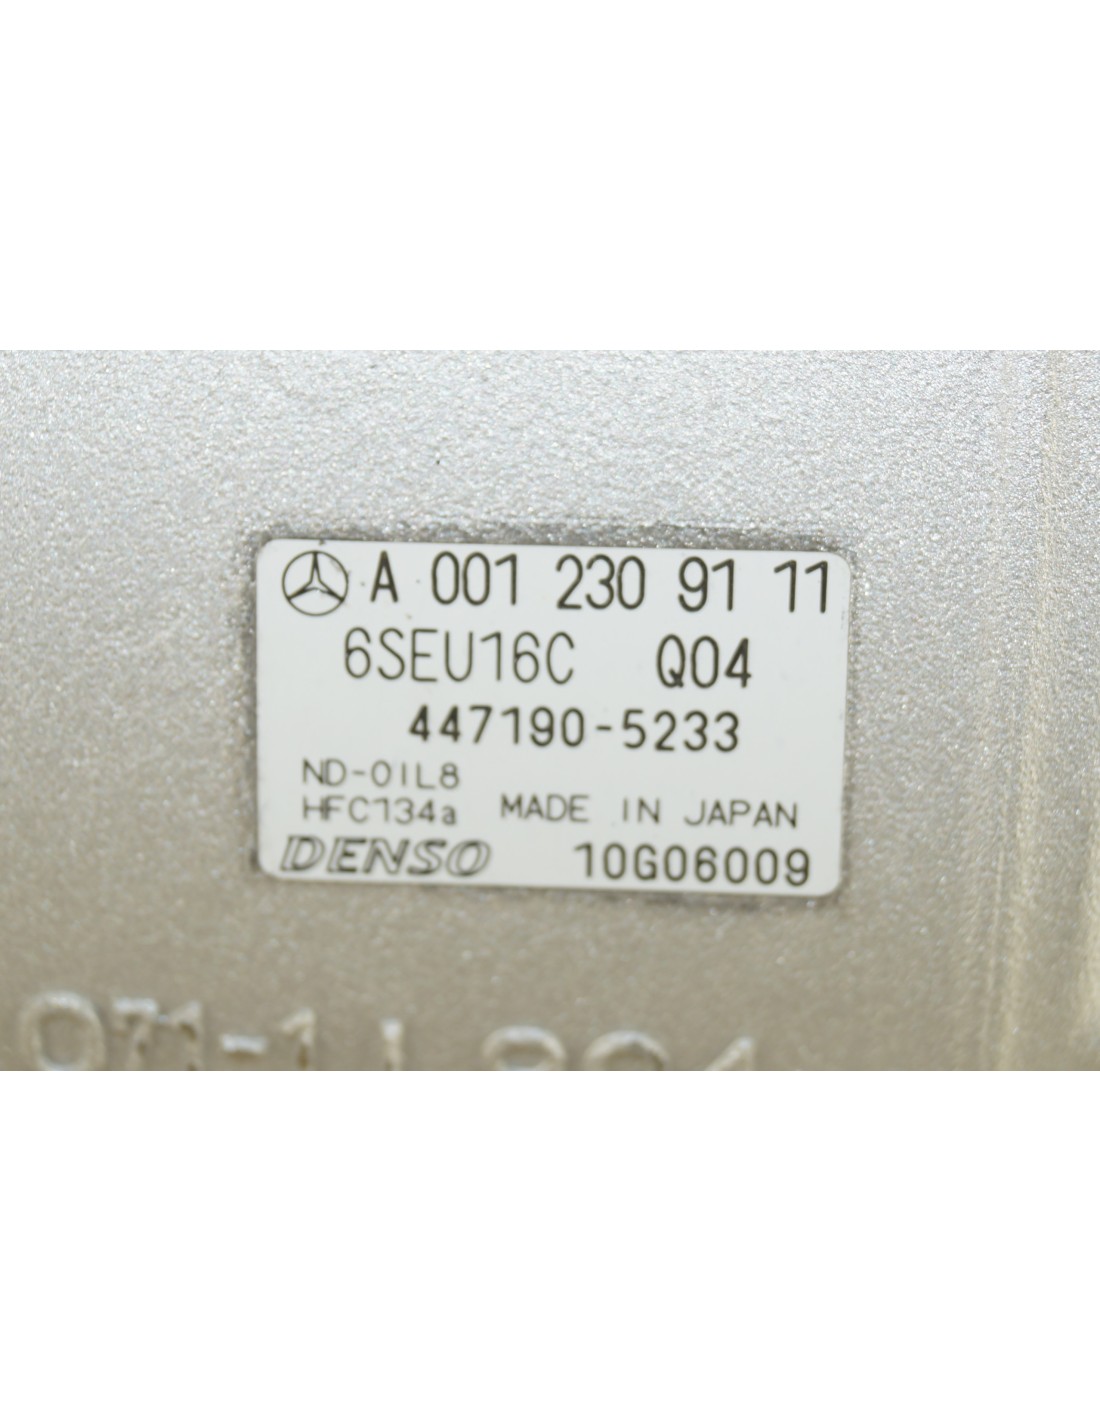 A 001 230 91 11
6SEU16C Q04
447190-5233
ND-OIL8
HFC134a MADE IN JAPAN
DENSO 10G06009